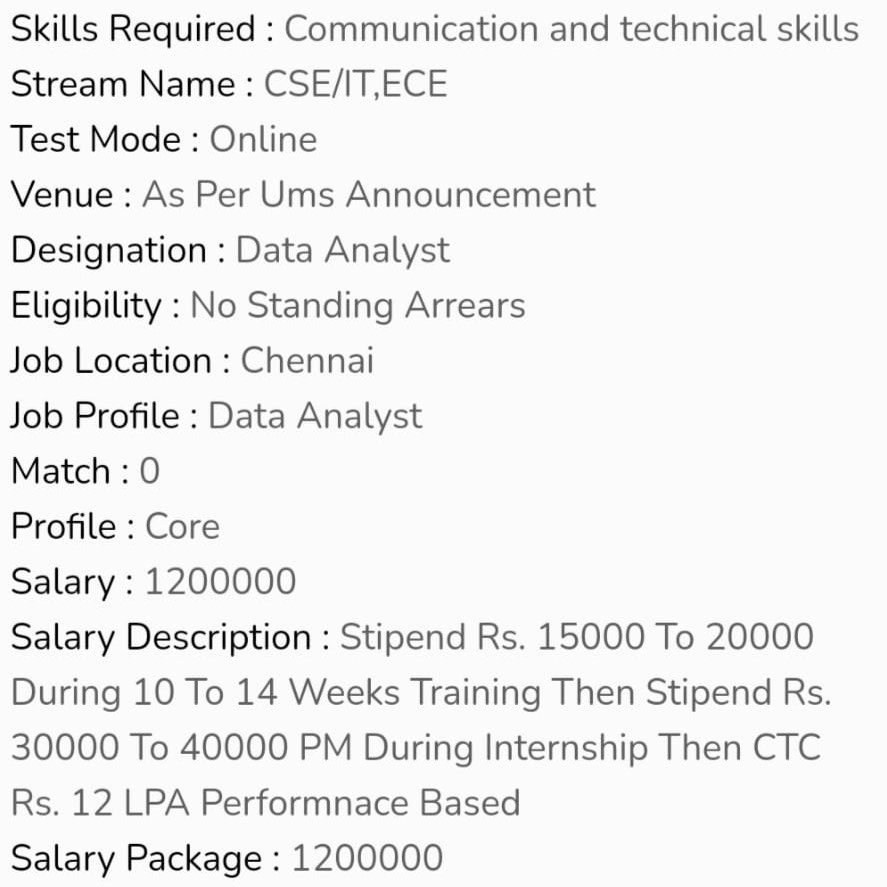 Skills Required : Communication and technical skills
Stream Name : CSE/IT,ECE
Test Mode : Online
Venue : As Per Ums Announcement
Designation : Data Analyst
Eligibility : No Standing Arrears
Job Location : Chennai
Job Profile : Data Analyst
Match : 0
Profile : Core
Salary : 1200000
Salary Description : Stipend Rs. 15000 To 20000
During 10 To 14 Weeks Training Then Stipend Rs.
30000 To 40000 PM During Internship Then CTC
Rs. 12 LPA Performnace Based
Salary Package : 1200000